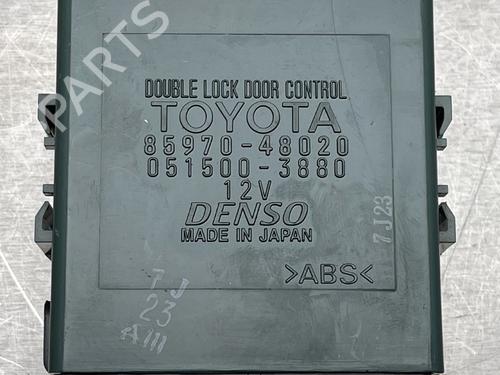 PARTS
DOUBLE LOCK DOOR CONTROL
TOYOTA
85970-48020
051500-3880
12V
DENSO
MADE IN JAPAN
7J23
>ABS<
7J
23
A111